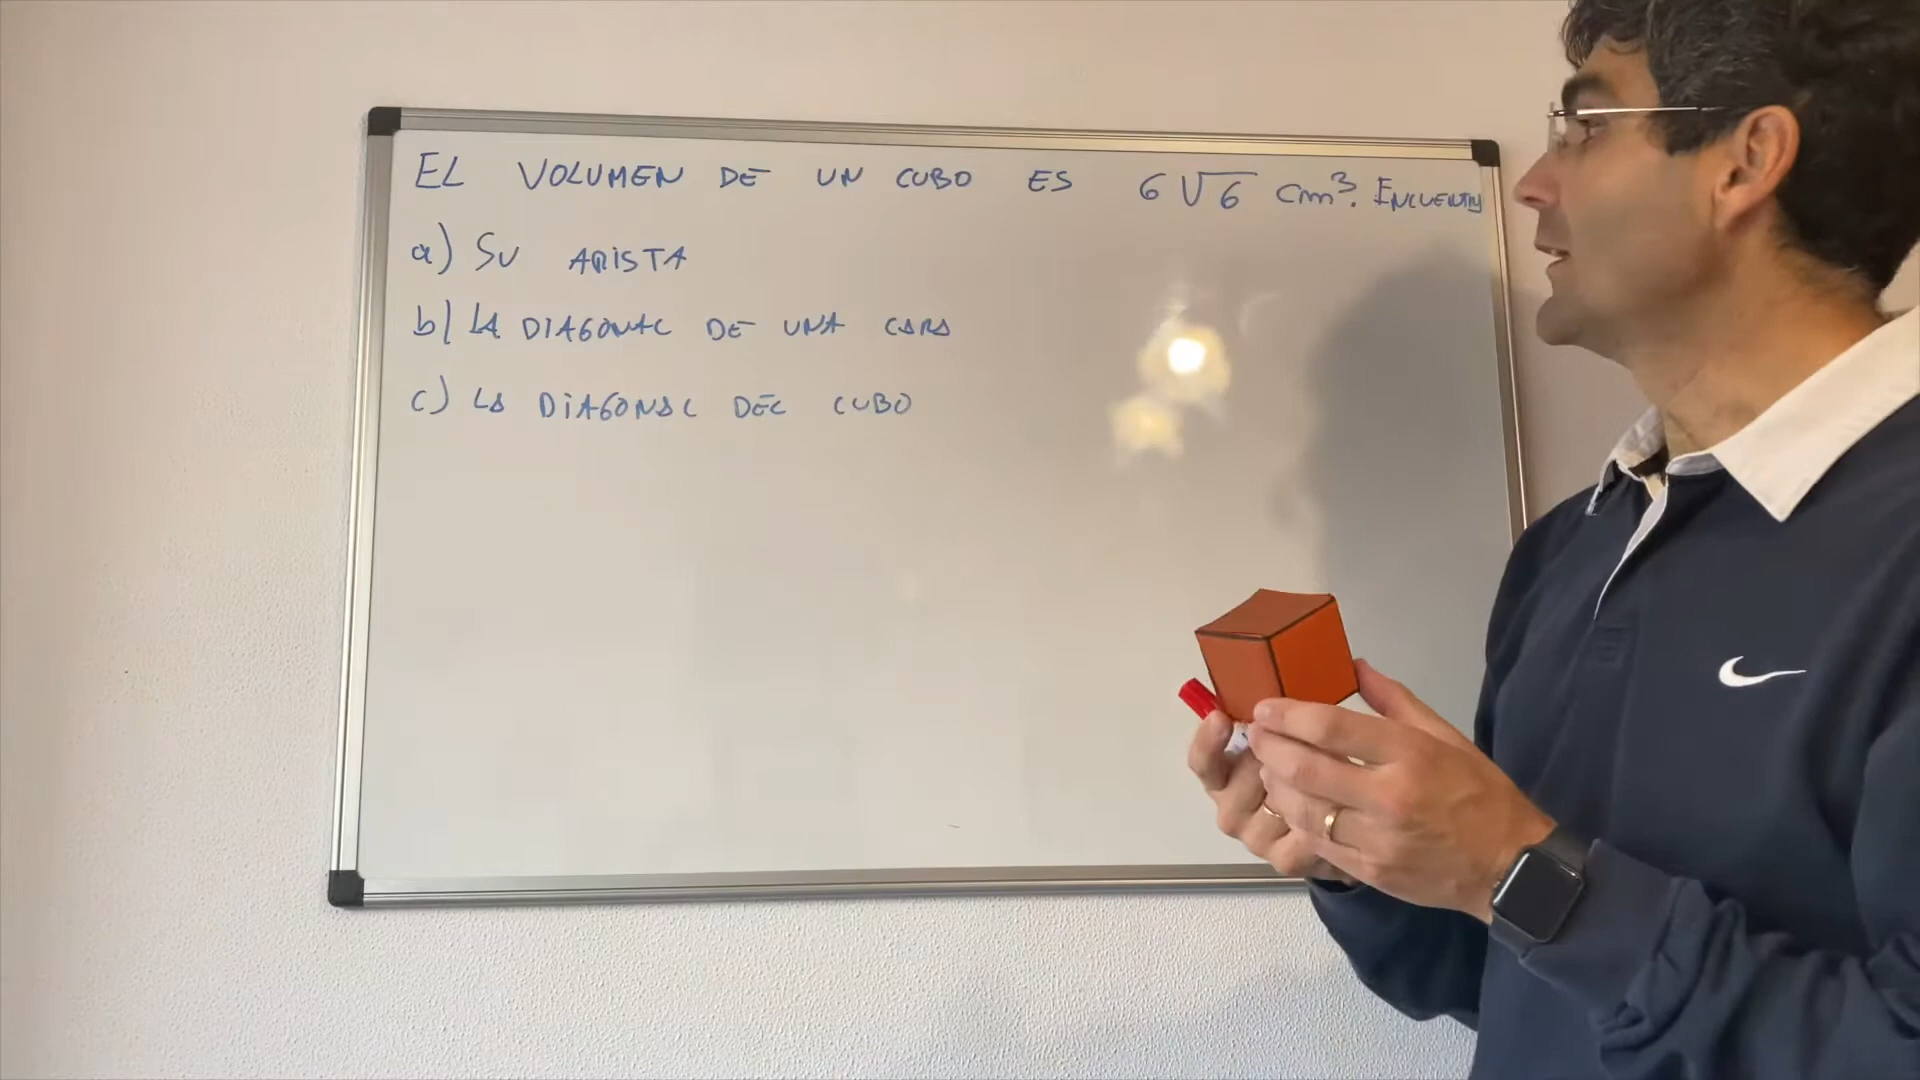 EL VOLUMEN DE UN CUBO ES 6√6 cm³. ENCUENTRA
a) SU ARISTA
b) LA DIAGONAL DE UNA CARA
c) LA DIAGONAL DEL CUBO